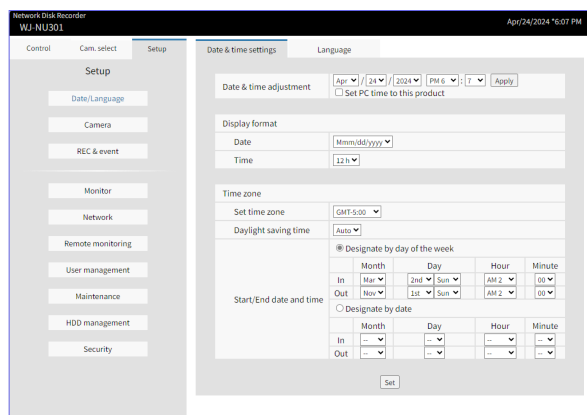 Network Disk Recorder
WJ-NU301
Apr/24/2024 *6:07 PM
Control Cam. select Setup
Date & time settings Language
Setup
Date/Language
Camera
REC & event
Monitor
Network
Remote monitoring
User management
Maintenance
HDD management
Security
Date & time adjustment Apr / 24 / 2024 PM 6 : 7 Apply
Set PC time to this product
Display format
Date Mmm/dd/yyyy
Time 12 h
Time zone
Set time zone GMT-5:00
Daylight saving time Auto
Start/End date and time
Designate by day of the week
Month Day Hour Minute
In Mar 2nd Sun AM 2 00
Out Nov 1st Sun AM 2 00
Designate by date
Month Day Hour Minute
In -- -- -- --
Out -- -- -- --
Set